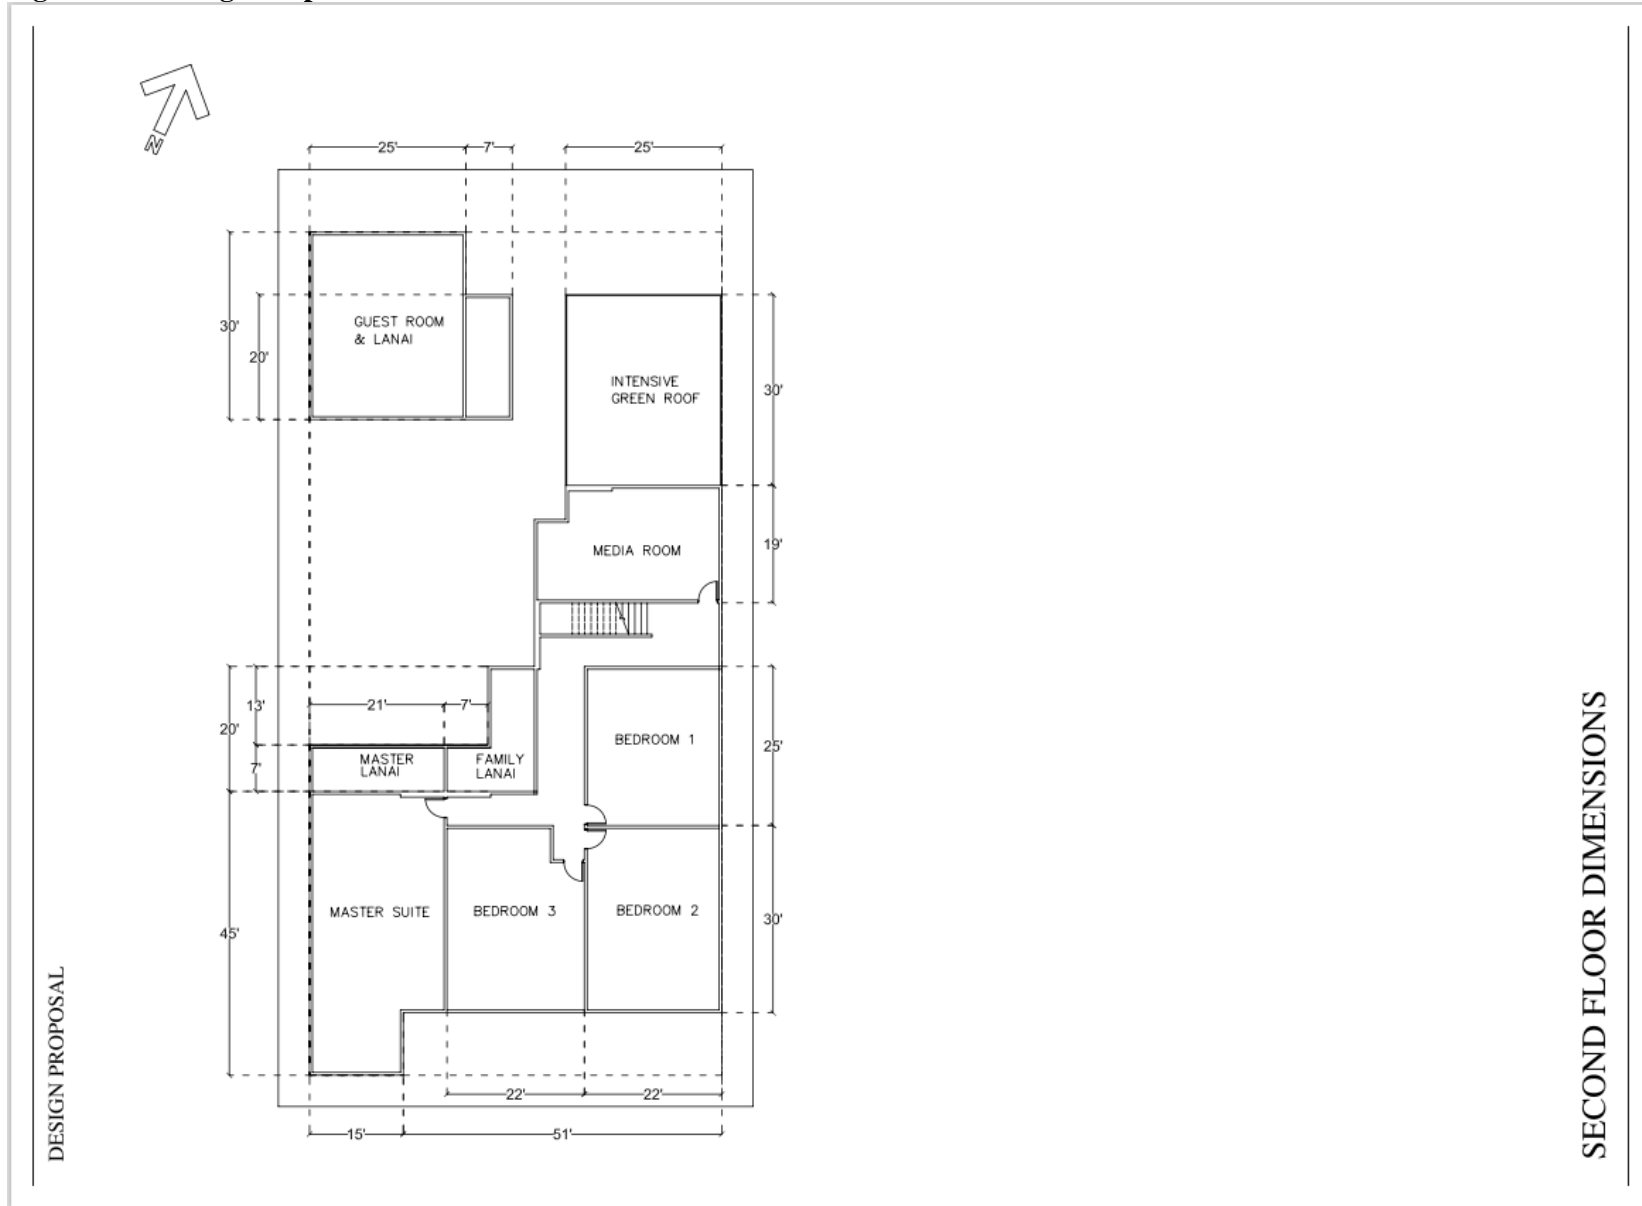 N
25'
7'
25'
30'
20'
GUEST ROOM
& LANAI
INTENSIVE
GREEN ROOF
30'
MEDIA ROOM
19'
13'
20'
7'
21'
7'
MASTER
LANAI
FAMILY
LANAI
BEDROOM 1
25'
MASTER SUITE
BEDROOM 3
BEDROOM 2
45'
30'
22'
22'
15'
51'
DESIGN PROPOSAL
SECOND FLOOR DIMENSIONS